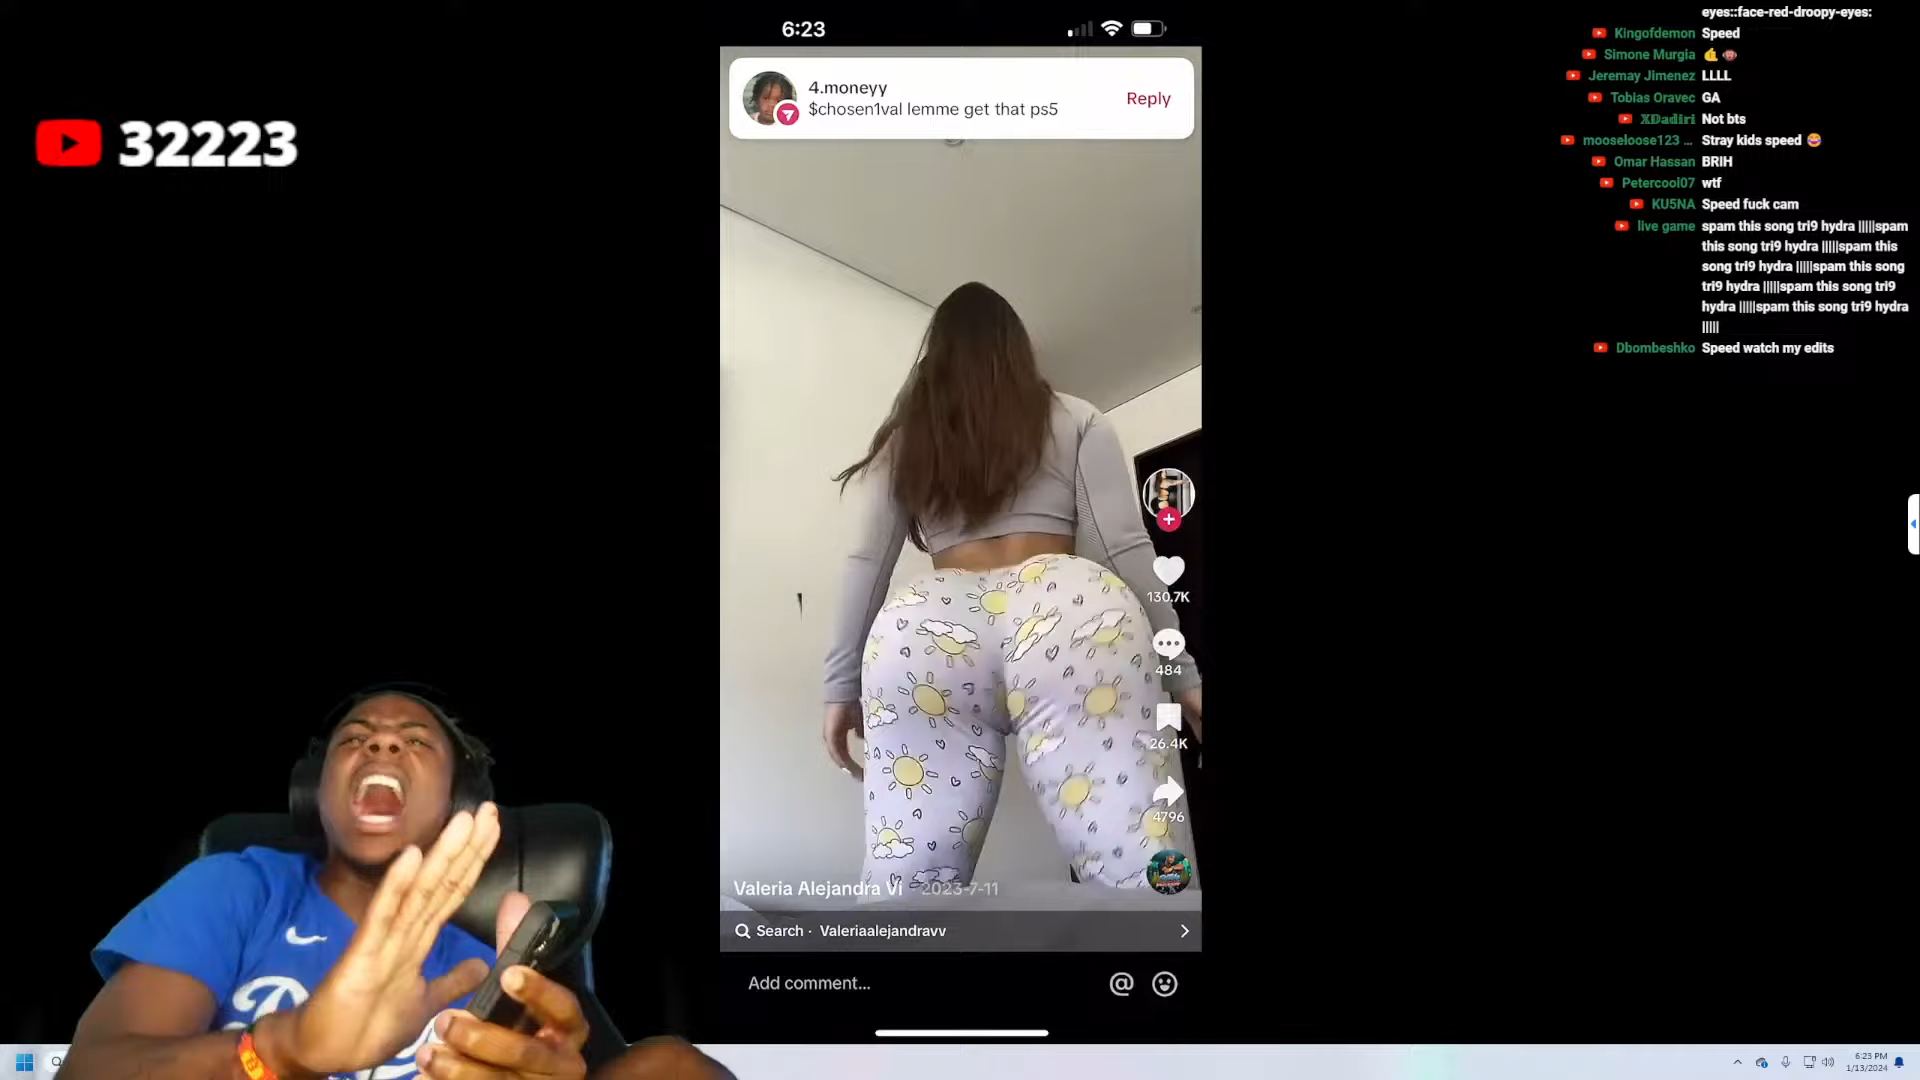 6:23
4.moneyy
$chosen1val lemme get that ps5
Reply
32223
130.7K
484
26.4K
4796
Valeria Alejandra Vi 2023-7-11
Search · Valeriaalejandravv
Add comment...
eyes::face-red-droopy-eyes:
Kingofdemon Speed
Simone Murgia 🤙🐵
Jeremay Jimenez LLLL
Tobias Oravec GA
XDadiri Not bts
mooseloose123 ... Stray kids speed 😂
Omar Hassan BRIH
Petercool07 wtf
KU5NA Speed fuck cam
live game spam this song tri9 hydra |||||spam
this song tri9 hydra |||||spam this
song tri9 hydra |||||spam this song
tri9 hydra |||||spam this song tri9
hydra |||||spam this song tri9 hydra
|||||
Dbombeshko Speed watch my edits
6:23 PM
1/13/2024